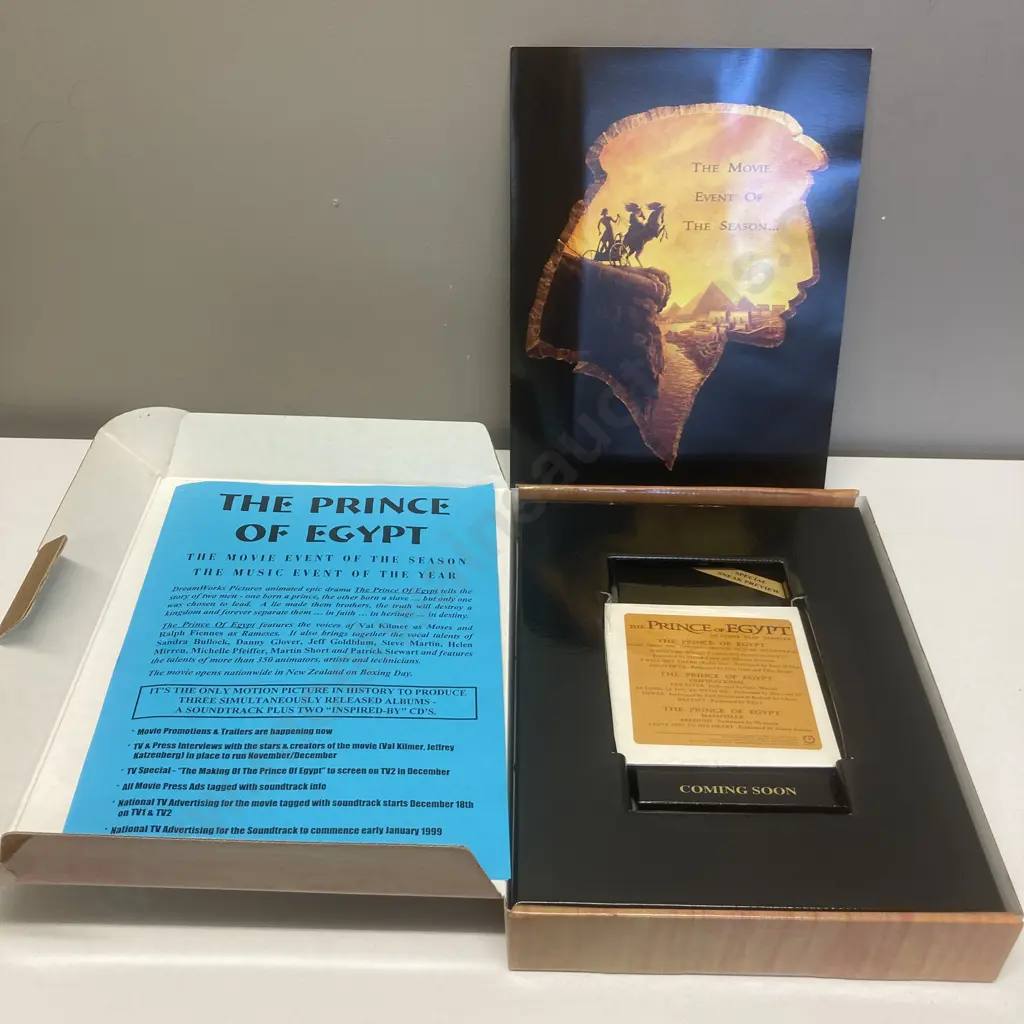 THE MOVIE
EVENT OF
THE SEASON...
THE PRINCE
OF EGYPT
THE MOVIE EVENT OF THE SEASON
THE MUSIC EVENT OF THE YEAR
DreamWorks Pictures animated epic drama The Prince Of Egypt tells the
story of two men - one born a prince, the other born a slave ... but only one
was chosen to lead. A lie made them brothers, the truth will destroy a
kingdom and forever separate them ... in faith ... in heritage ... in destiny.
The Prince Of Egypt features the voices of Val Kilmer as Moses and
Ralph Fiennes as Rameses. It also brings together the vocal talents of
Sandra Bullock, Danny Glover, Jeff Goldblum, Steve Martin, Helen
Mirren, Michelle Pfeiffer, Martin Short and Patrick Stewart and features
the talents of more than 350 animators, artists and technicians.
The movie opens nationwide in New Zealand on Boxing Day.
IT'S THE ONLY MOTION PICTURE IN HISTORY TO PRODUCE
THREE SIMULTANEOUSLY RELEASED ALBUMS -
A SOUNDTRACK PLUS TWO "INSPIRED-BY" CD'S.
· Movie Promotions & Trailers are happening now
· TV & Press Interviews with the stars & creators of the movie (Val Kilmer, Jeffrey
Katzenberg) in place to run November/December
· TV Special - "The Making Of The Prince Of Egypt" to screen on TV2 in December
· All Movie Press Ads tagged with soundtrack info
· National TV Advertising for the movie tagged with soundtrack starts December 18th
on TV1 & TV2
· National TV Advertising for the Soundtrack to commence early January 1999
SPECIAL
SNEAK PREVIEW
THE PRINCE OF EGYPT
THE PRINCE OF EGYPT
THE PRINCE OF EGYPT
INSPIRATIONAL
THE PRINCE OF EGYPT
NASHVILLE
COMING SOON